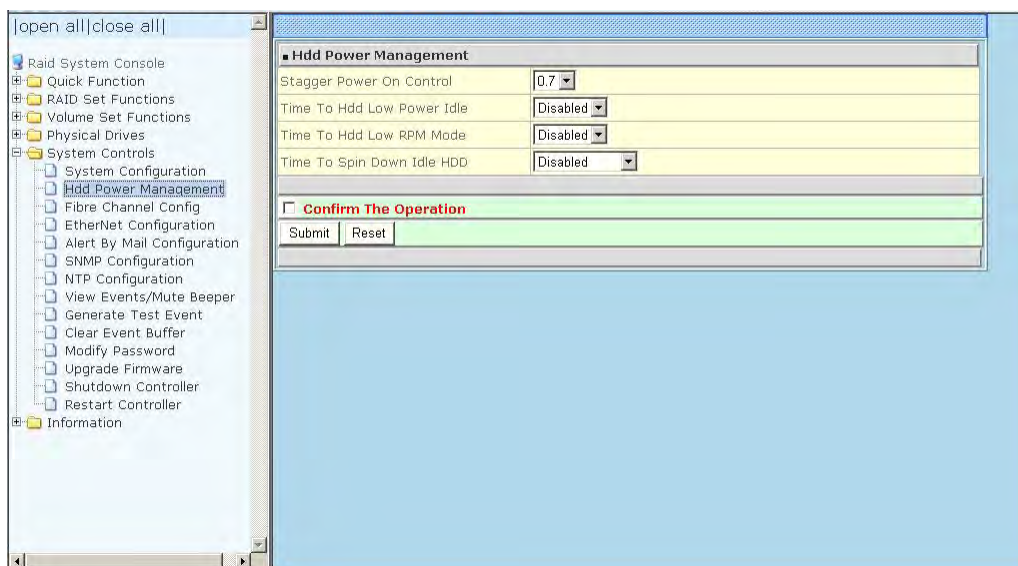 |open all|close all|
Raid System Console
Quick Function
RAID Set Functions
Volume Set Functions
Physical Drives
System Controls
System Configuration
Hdd Power Management
Fibre Channel Config
EtherNet Configuration
Alert By Mail Configuration
SNMP Configuration
NTP Configuration
View Events/Mute Beeper
Generate Test Event
Clear Event Buffer
Modify Password
Upgrade Firmware
Shutdown Controller
Restart Controller
Information
Hdd Power Management
Stagger Power On Control 0.7
Time To Hdd Low Power Idle Disabled
Time To Hdd Low RPM Mode Disabled
Time To Spin Down Idle HDD Disabled
Confirm The Operation
Submit Reset